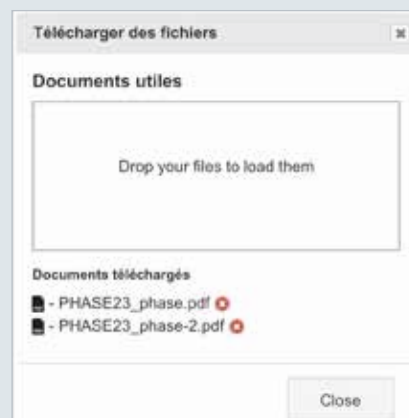 Télécharger des fichiers
Documents utiles
Drop your files to load them
Documents téléchargés
- PHASE23_phase.pdf
- PHASE23_phase-2.pdf
Close